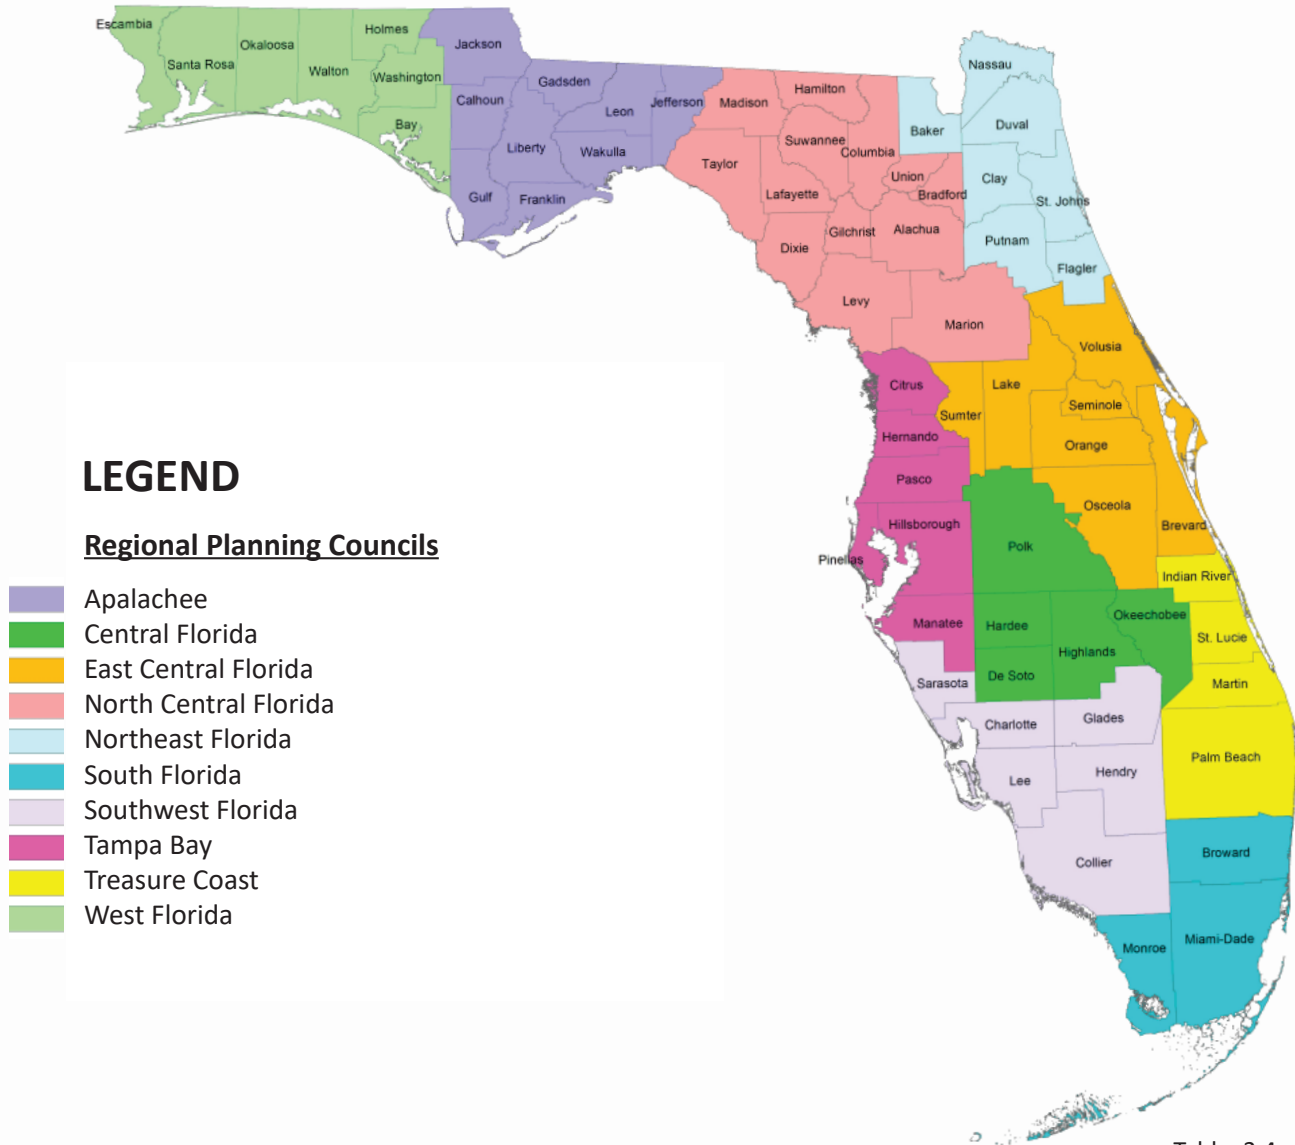 Escambia
Santa Rosa
Okaloosa
Walton
Holmes
Washington
Bay
Jackson
Calhoun
Gulf
Gadsden
Liberty
Franklin
Leon
Wakulla
Jefferson
Madison
Taylor
Hamilton
Suwannee
Lafayette
Dixie
Columbia
Gilchrist
Union
Bradford
Alachua
Levy
Marion
Baker
Nassau
Duval
Clay
St. Johns
Putnam
Flagler
Volusia
Citrus
Sumter
Lake
Seminole
Hernando
Orange
Pasco
Osceola
Hillsborough
Brevard
Pinellas
Polk
Indian River
Manatee
Hardee
Okeechobee
St. Lucie
Highlands
Sarasota
De Soto
Martin
Charlotte
Glades
Lee
Hendry
Palm Beach
Collier
Broward
Monroe
Miami-Dade
LEGEND
Regional Planning Councils
Apalachee
Central Florida
East Central Florida
North Central Florida
Northeast Florida
South Florida
Southwest Florida
Tampa Bay
Treasure Coast
West Florida